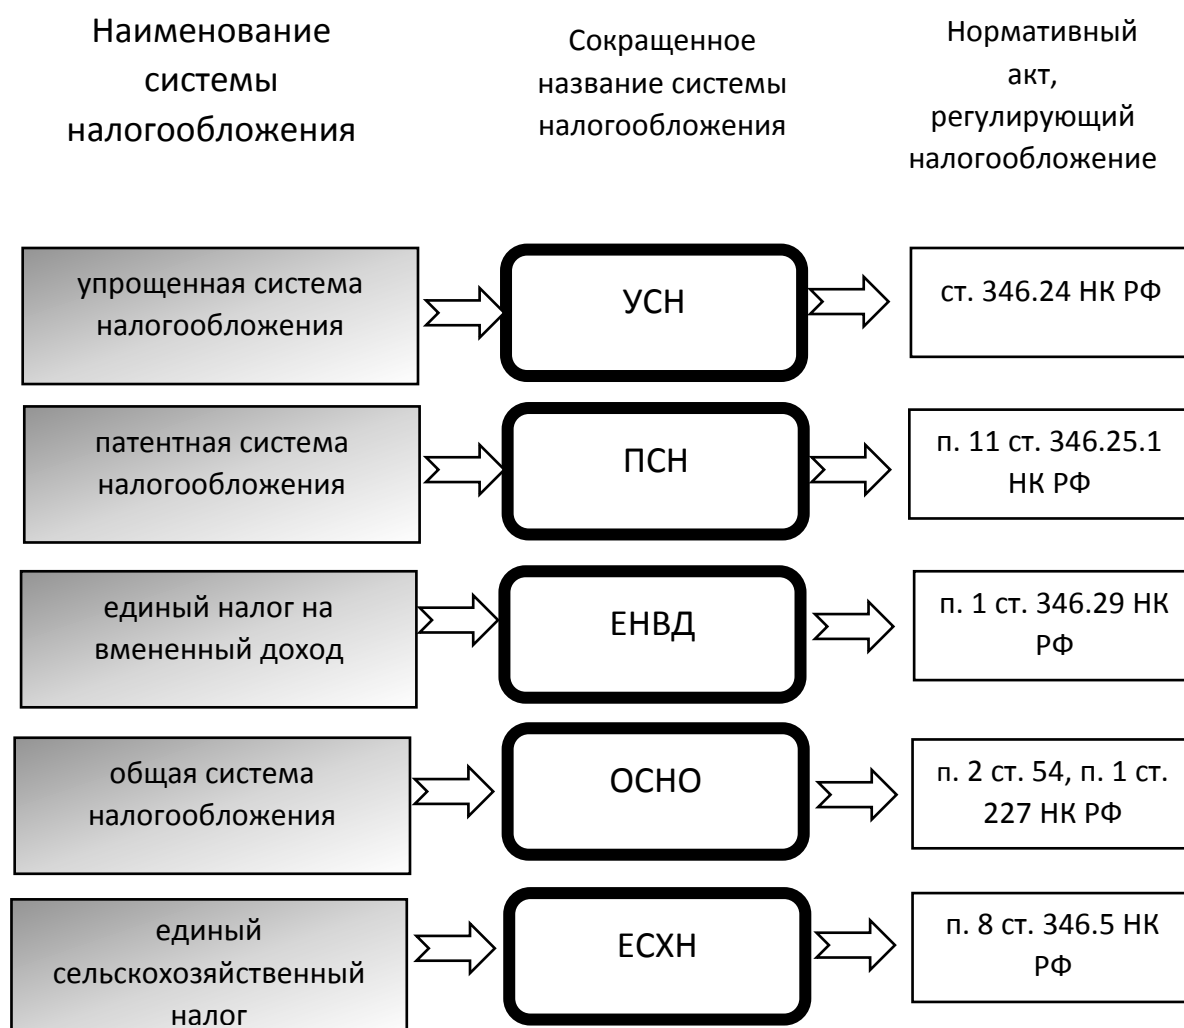 Наименование
системы
налогообложения
Сокращенное
название системы
налогообложения
Нормативный
акт,
регулирующий
налогообложение
упрощенная система
налогообложения
УСН
ст. 346.24 НК РФ
патентная система
налогообложения
ПСН
п. 11 ст. 346.25.1
НК РФ
единый налог на
вмененный доход
ЕНВД
п. 1 ст. 346.29 НК
РФ
общая система
налогообложения
ОСНО
п. 2 ст. 54, п. 1 ст.
227 НК РФ
единый
сельскохозяйственный
налог
ЕСХН
п. 8 ст. 346.5 НК
РФ